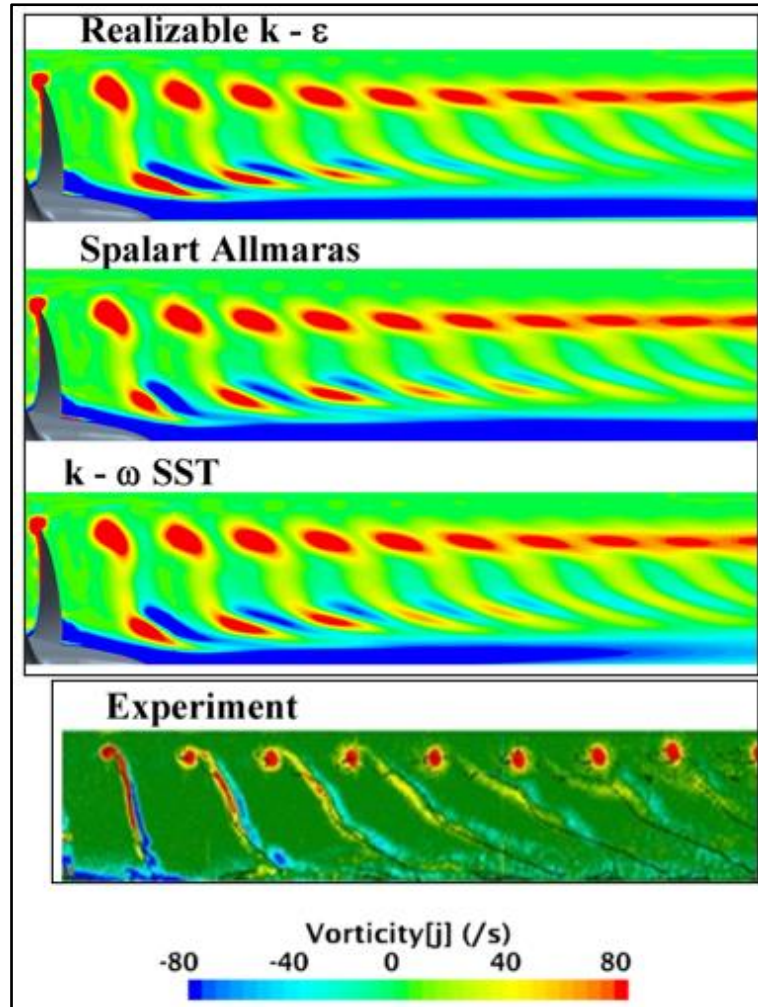 Realizable k - ε
Spalart Allmaras
k - ω SST
Experiment
Vorticity[j] (/s)
-80 -40 0 40 80